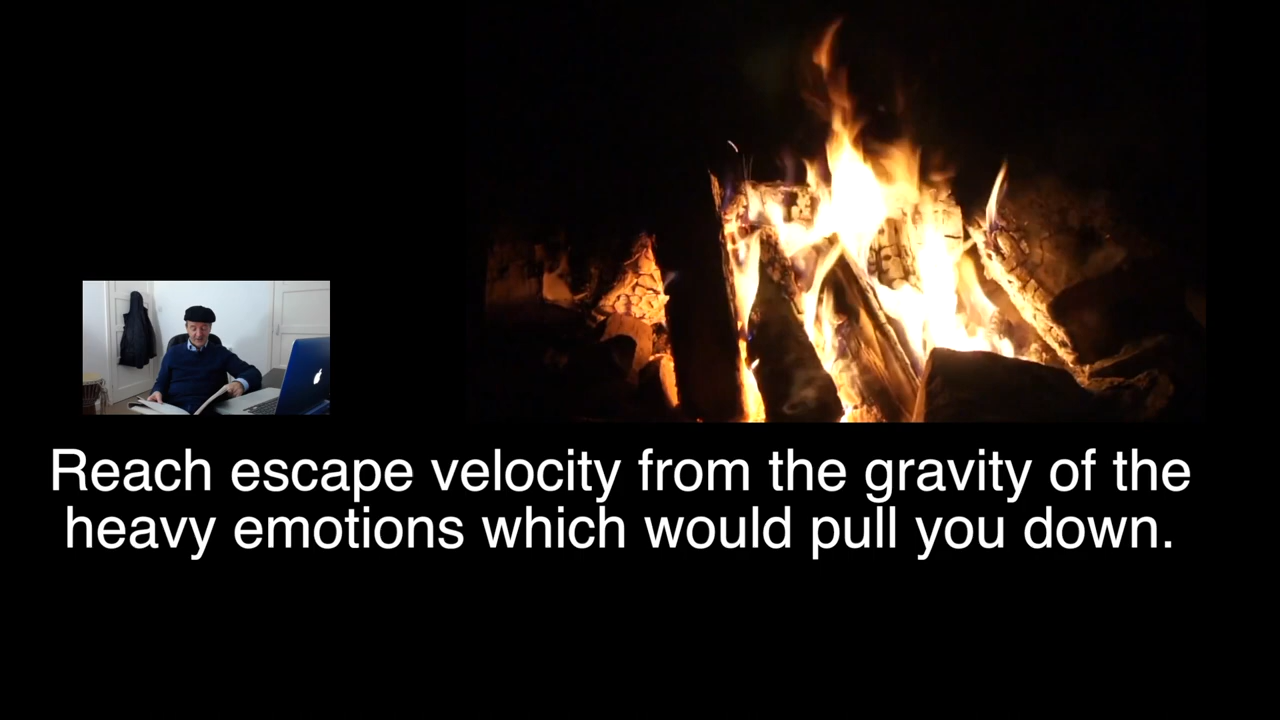 Reach escape velocity from the gravity of the
heavy emotions which would pull you down.